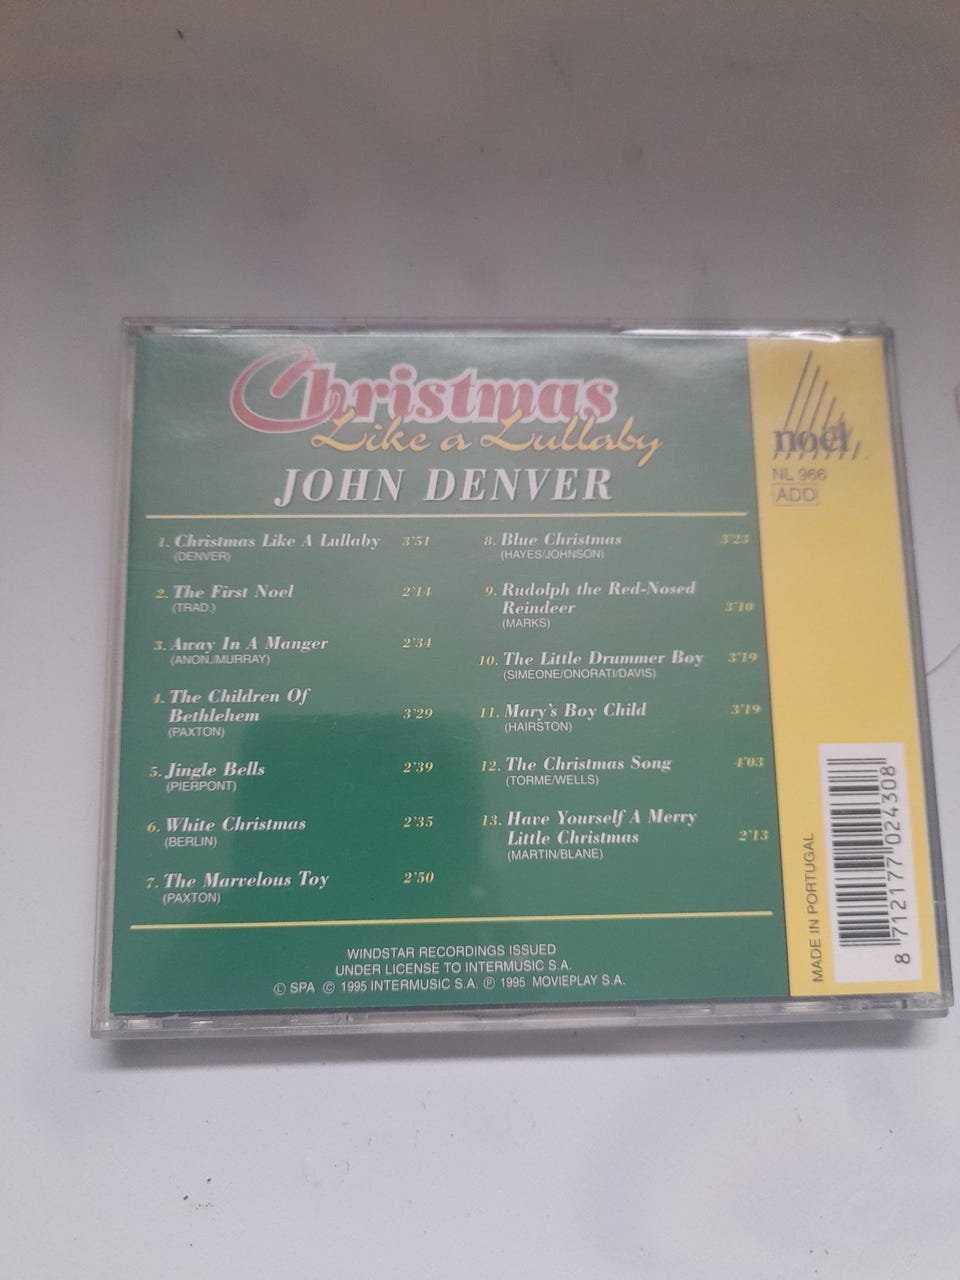 Christmas
Like a Lullaby
JOHN DENVER
1. Christmas Like A Lullaby 3'51
(DENVER)
2. The First Noel 2'14
(TRAD.)
3. Away In A Manger 2'34
(ANON./MURRAY)
4. The Children Of
Bethlehem 3'29
(PAXTON)
5. Jingle Bells 2'39
(PIERPONT)
6. White Christmas 2'35
(BERLIN)
7. The Marvelous Toy 2'50
(PAXTON)
8. Blue Christmas 3'23
(HAYES/JOHNSON)
9. Rudolph the Red-Nosed
Reindeer 3'10
(MARKS)
10. The Little Drummer Boy 3'19
(SIMEONE/ONORATI/DAVIS)
11. Mary's Boy Child 3'19
(HAIRSTON)
12. The Christmas Song 4'03
(TORME/WELLS)
13. Have Yourself A Merry
Little Christmas 2'13
(MARTIN/BLANE)
WINDSTAR RECORDINGS ISSUED
UNDER LICENSE TO INTERMUSIC S.A.
Ⓛ SPA © 1995 INTERMUSIC S.A. ℗ 1995 MOVIEPLAY S.A.
noël
NL 966
ADD
MADE IN PORTUGAL
8 712177 024308